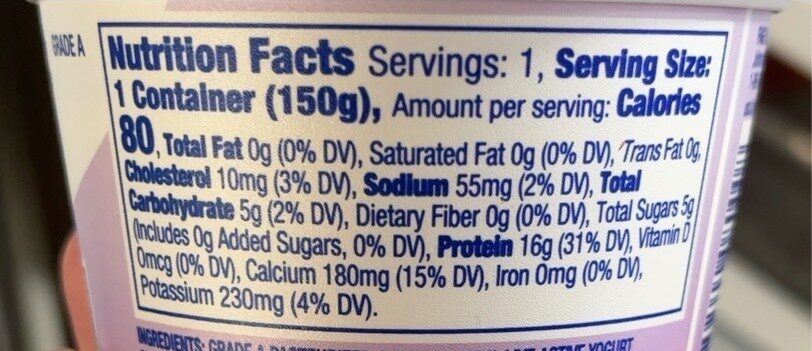 GRADE A
Nutrition Facts Servings: 1, Serving Size:
1 Container (150g), Amount per serving: Calories
80, Total Fat 0g (0% DV), Saturated Fat 0g (0% DV), Trans Fat 0g,
Cholesterol 10mg (3% DV), Sodium 55mg (2% DV), Total
Carbohydrate 5g (2% DV), Dietary Fiber 0g (0% DV), Total Sugars 5g
(Includes 0g Added Sugars, 0% DV), Protein 16g (31% DV), Vitamin D
0mcg (0% DV), Calcium 180mg (15% DV), Iron 0mg (0% DV),
Potassium 230mg (4% DV).
INGREDIENTS: GRADE A ACTIVE YOGURT